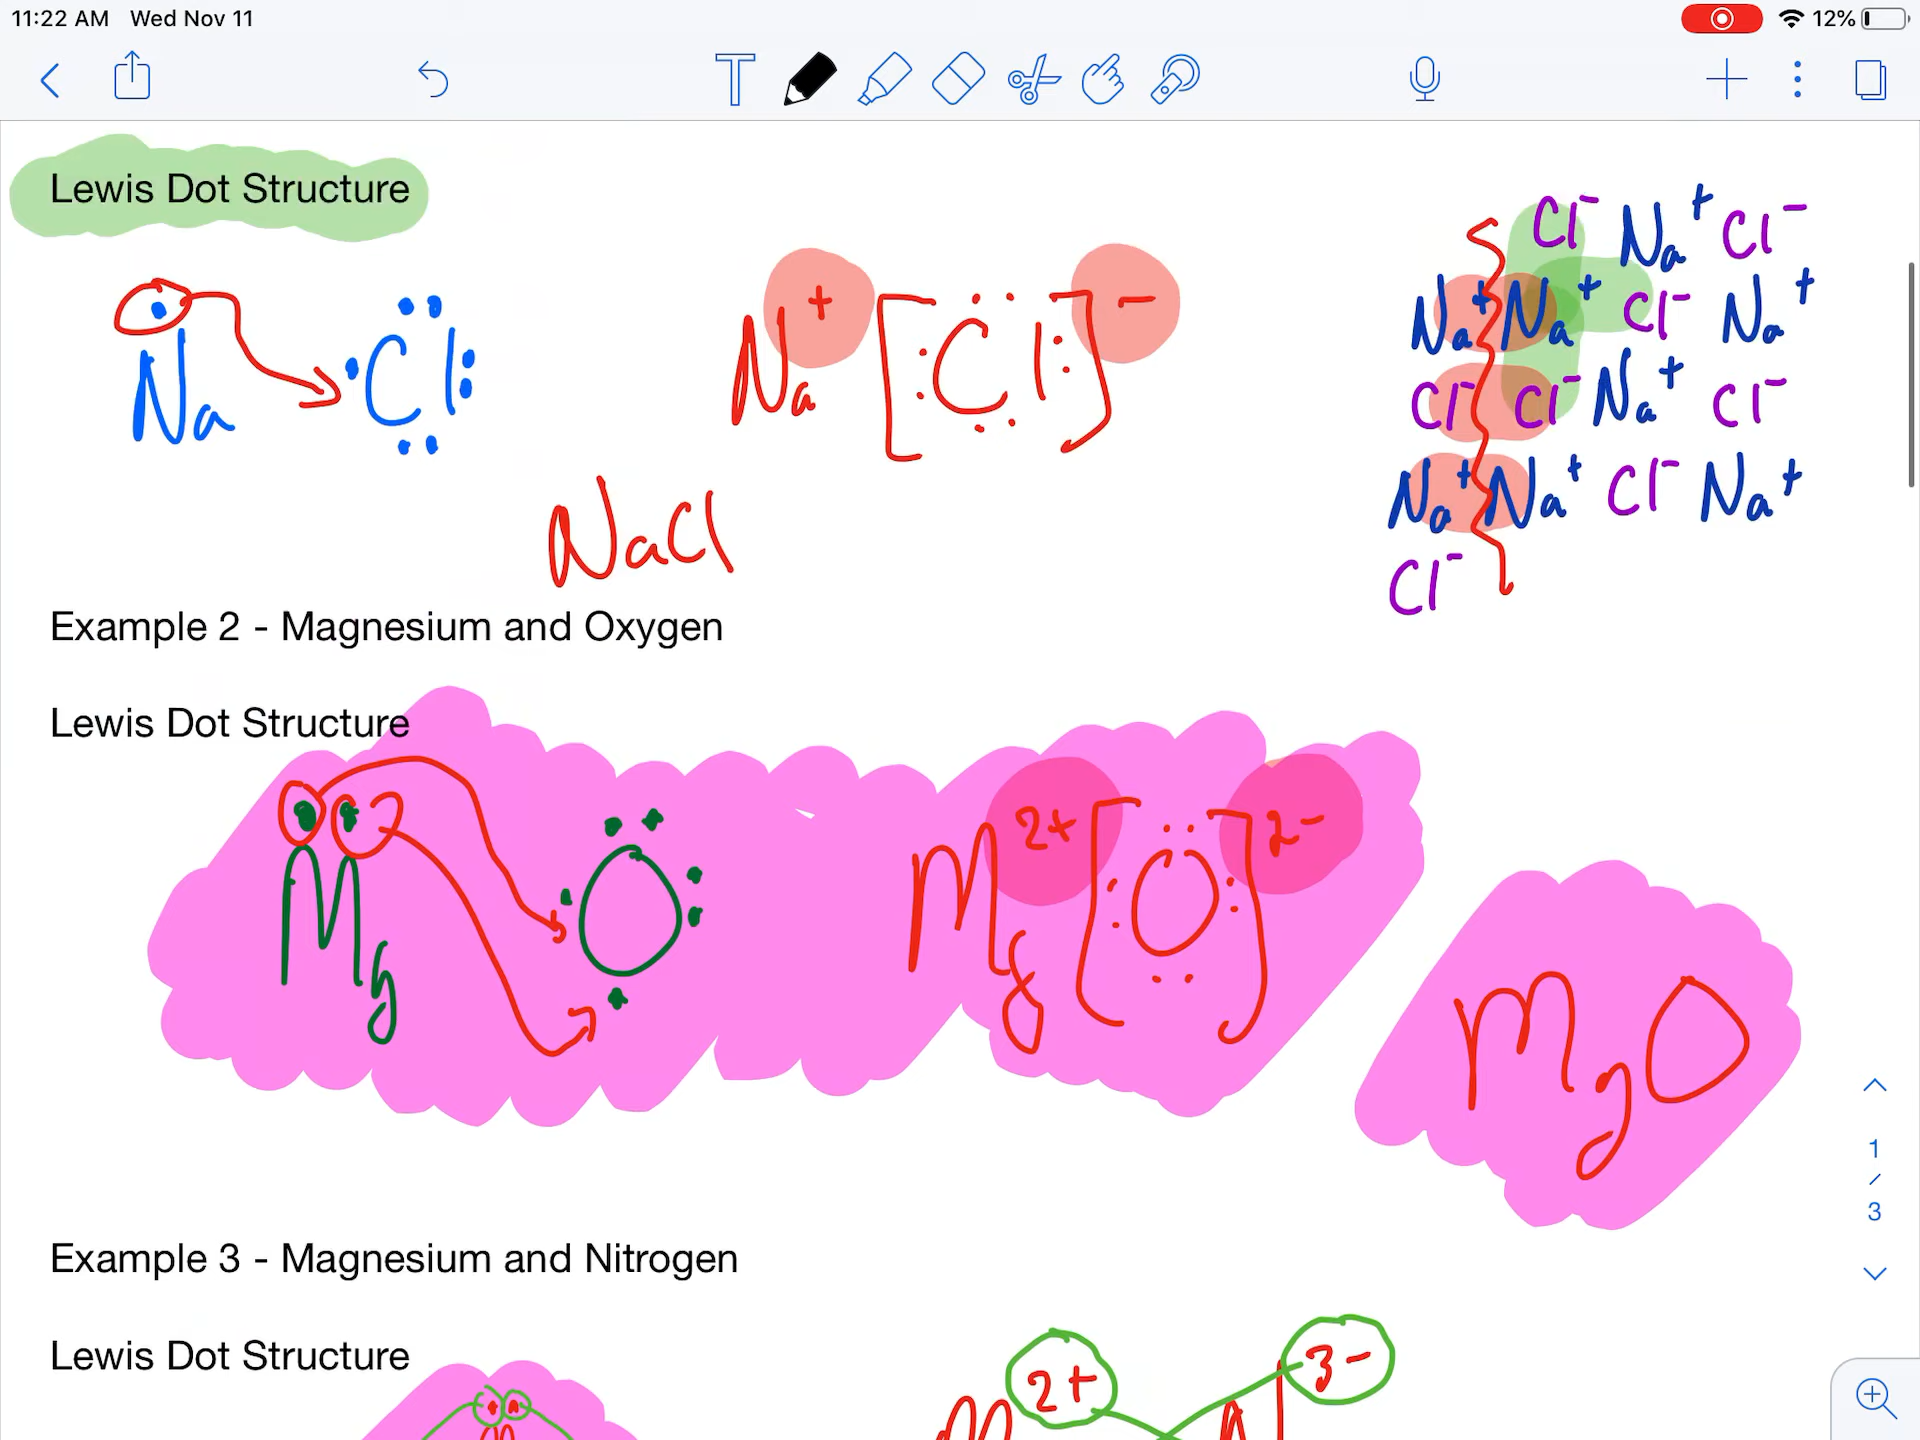 11:22 AM Wed Nov 11
12%
T
Lewis Dot Structure
Na Cl
Na + [Cl] −
NaCl
Cl− Na+ Cl−
Na+ Na+ Cl− Na+
Cl− Cl− Na+ Cl−
Na+ Na+ Cl− Na+
Cl−
Example 2 - Magnesium and Oxygen
Lewis Dot Structure
Mg O
Mg 2+ [O] 2−
MgO
1
/
3
Example 3 - Magnesium and Nitrogen
Lewis Dot Structure
2+ 3−